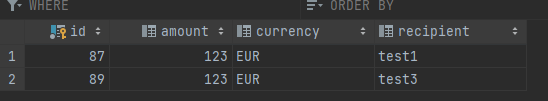 WHERE ORDER BY
id amount currency recipient
1 87 123 EUR test1
2 89 123 EUR test3